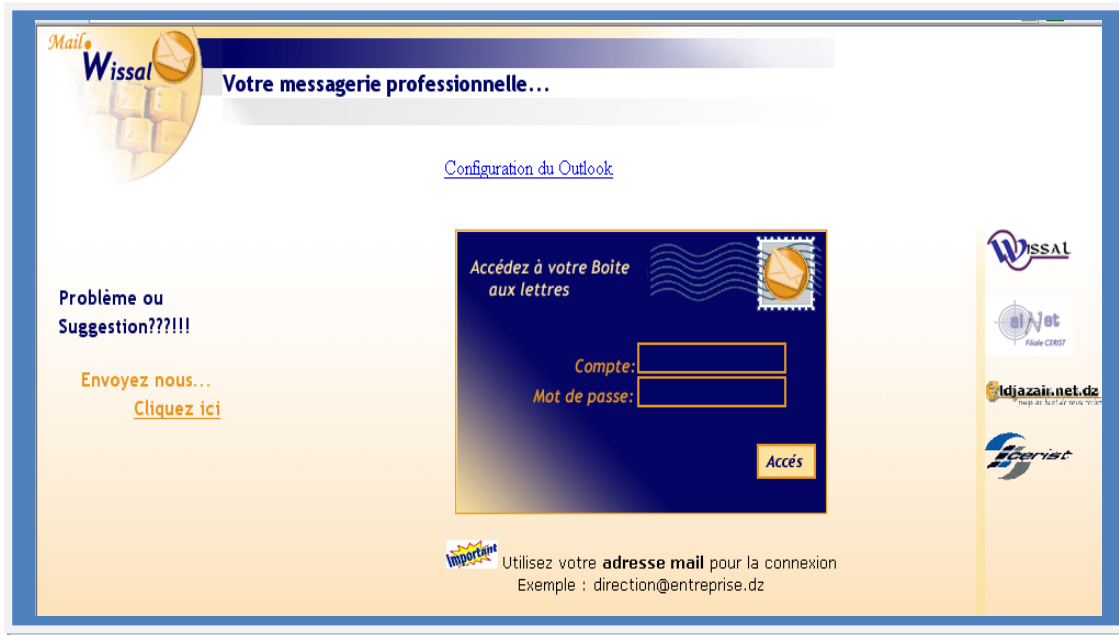 Mail
Wissal
Votre messagerie professionnelle...
Configuration du Outlook
Accédez à votre Boite
aux lettres
Compte:
Mot de passe:
Accés
Problème ou
Suggestion???!!!
Envoyez nous...
Cliquez ici
WISSAL
elNet
Filiale CERIST
eldjazair.net.dz
cerist
Important
Utilisez votre adresse mail pour la connexion
Exemple : direction@entreprise.dz